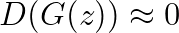 D(G(z)) ≈ 0